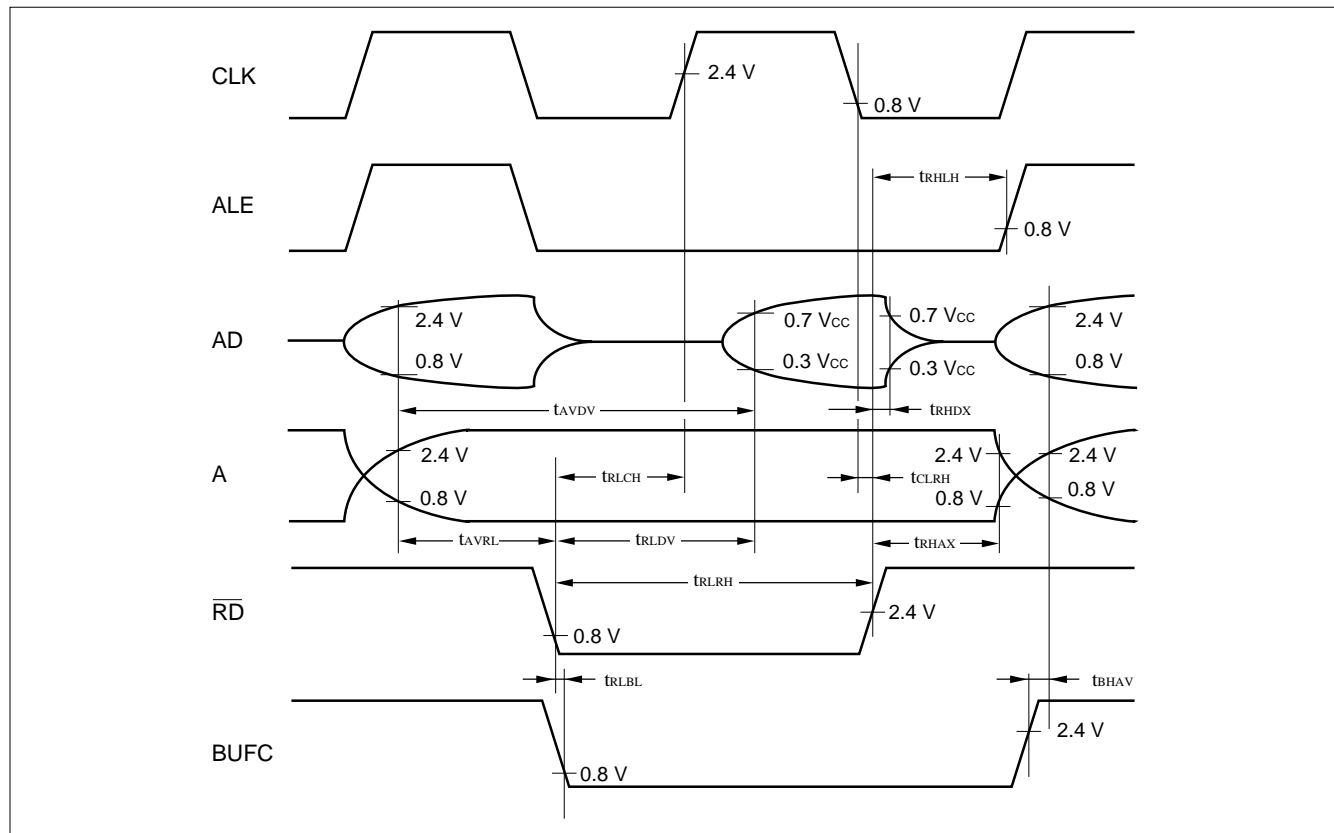 CLK
2.4 V
0.8 V
ALE
tRHLH
0.8 V
AD
2.4 V
0.8 V
0.7 VCC
0.3 VCC
0.7 VCC
0.3 VCC
2.4 V
0.8 V
tAVDV
tRHDX
A
2.4 V
0.8 V
tRLCH
tCLRH
2.4 V
0.8 V
2.4 V
0.8 V
tAVRL
tRLDV
tRHAX
RD
tRLRH
0.8 V
2.4 V
tRLBL
tBHAV
BUFC
0.8 V
2.4 V